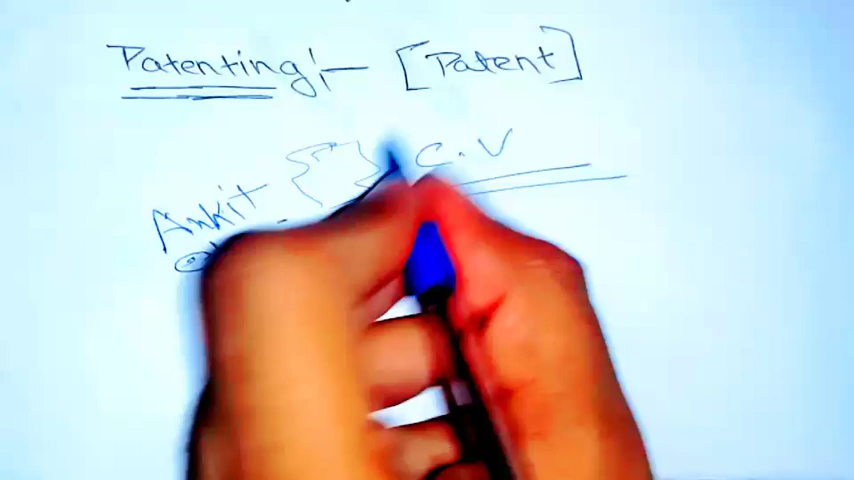 Patenting :- [Patent]
Ankit { } C.V